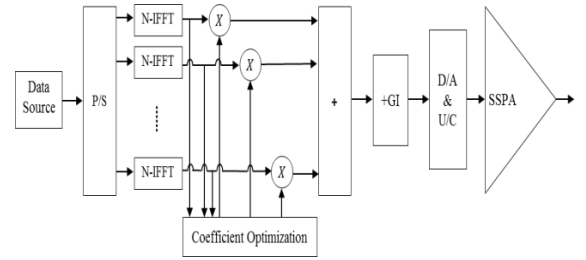 N-IFFT
X
N-IFFT
X
Data
Source
P/S
+
+GI
D/A
&
U/C
SSPA
N-IFFT
X
Coefficient Optimization